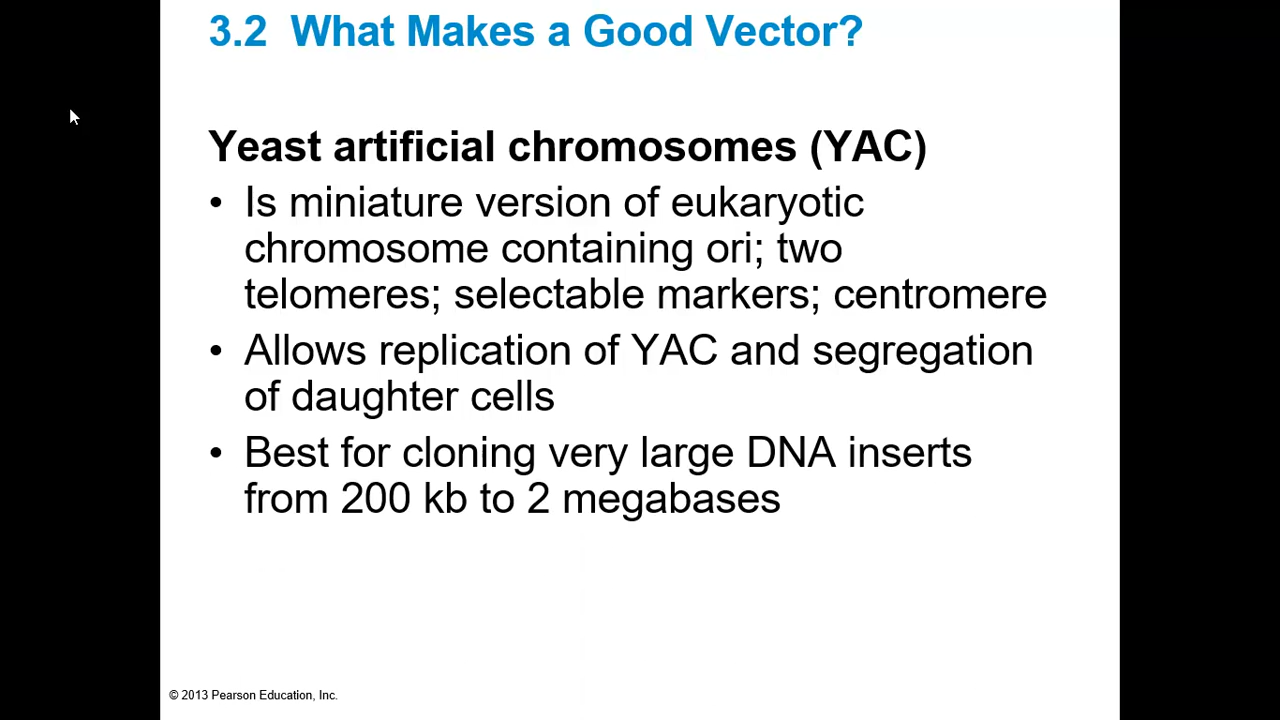 3.2 What Makes a Good Vector?
Yeast artificial chromosomes (YAC)
• Is miniature version of eukaryotic
chromosome containing ori; two
telomeres; selectable markers; centromere
• Allows replication of YAC and segregation
of daughter cells
• Best for cloning very large DNA inserts
from 200 kb to 2 megabases
© 2013 Pearson Education, Inc.